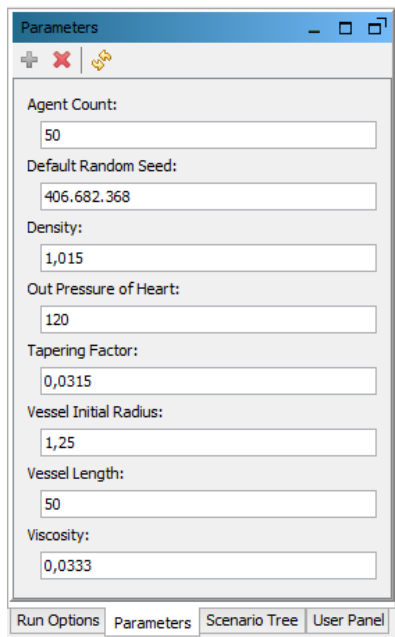 Parameters
Agent Count:
50
Default Random Seed:
406.682.368
Density:
1,015
Out Pressure of Heart:
120
Tapering Factor:
0,0315
Vessel Initial Radius:
1,25
Vessel Length:
50
Viscosity:
0,0333
Run Options Parameters Scenario Tree User Panel